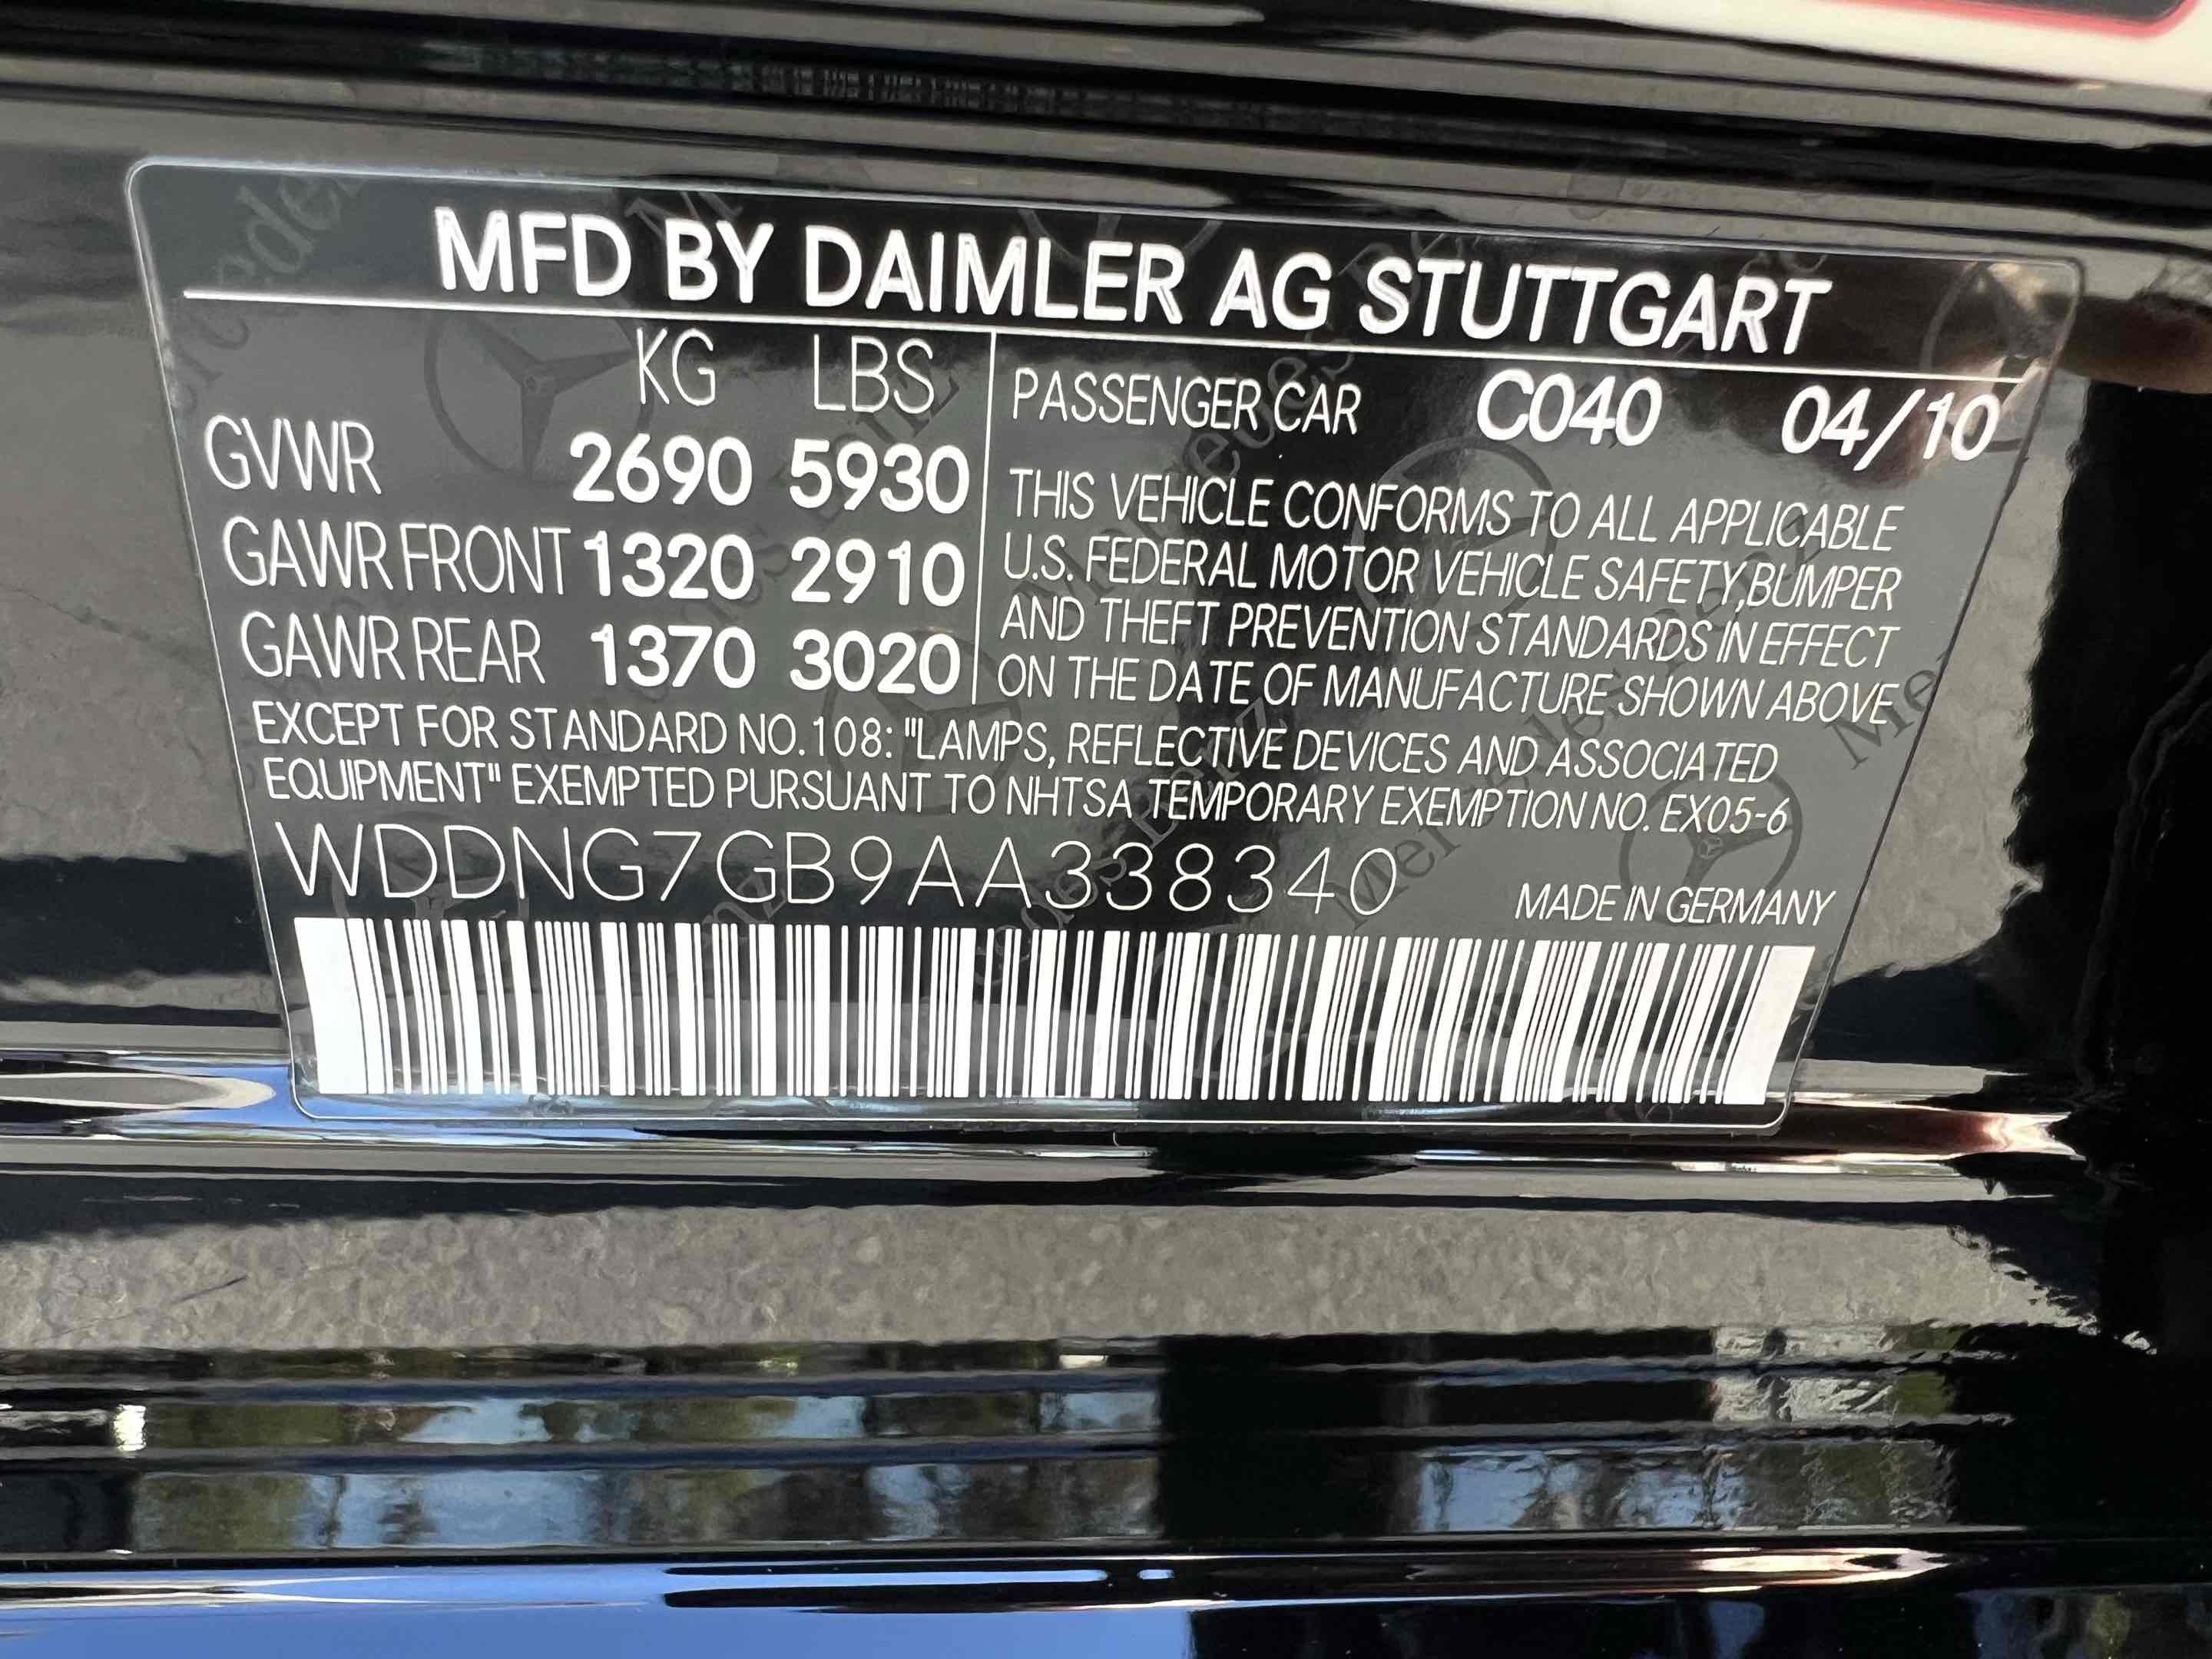 MFD BY DAIMLER AG STUTTGART
KG LBS
GVWR 2690 5930
GAWR FRONT 1320 2910
GAWR REAR 1370 3020
PASSENGER CAR C040 04/10
THIS VEHICLE CONFORMS TO ALL APPLICABLE
U.S. FEDERAL MOTOR VEHICLE SAFETY,BUMPER
AND THEFT PREVENTION STANDARDS IN EFFECT
ON THE DATE OF MANUFACTURE SHOWN ABOVE
EXCEPT FOR STANDARD NO.108: "LAMPS, REFLECTIVE DEVICES AND ASSOCIATED
EQUIPMENT" EXEMPTED PURSUANT TO NHTSA TEMPORARY EXEMPTION NO. EX05-6
WDDNG7GB9AA338340
MADE IN GERMANY